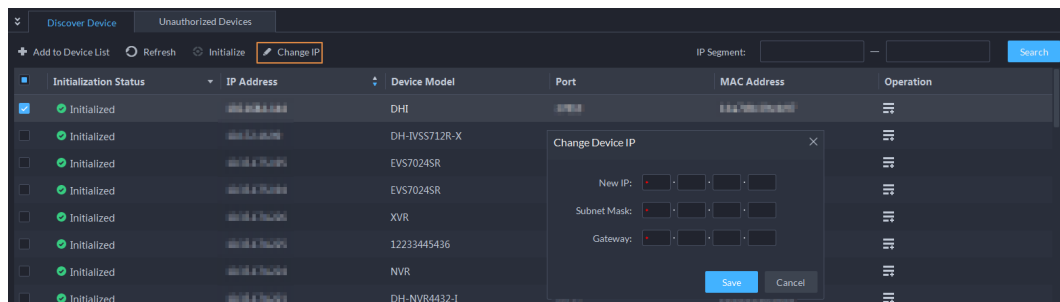 Discover Device Unauthorized Devices
Add to Device List Refresh Initialize Change IP IP Segment: — Search
Initialization Status IP Address Device Model Port MAC Address Operation
Initialized DHI
Initialized DH-IVSS712R-X
Change Device IP
Initialized EVS7024SR
New IP:
Initialized EVS7024SR
Subnet Mask:
Initialized XVR
Gateway:
Initialized 12233445436
Initialized NVR
Save Cancel
Initialized DH-NVR4432-I